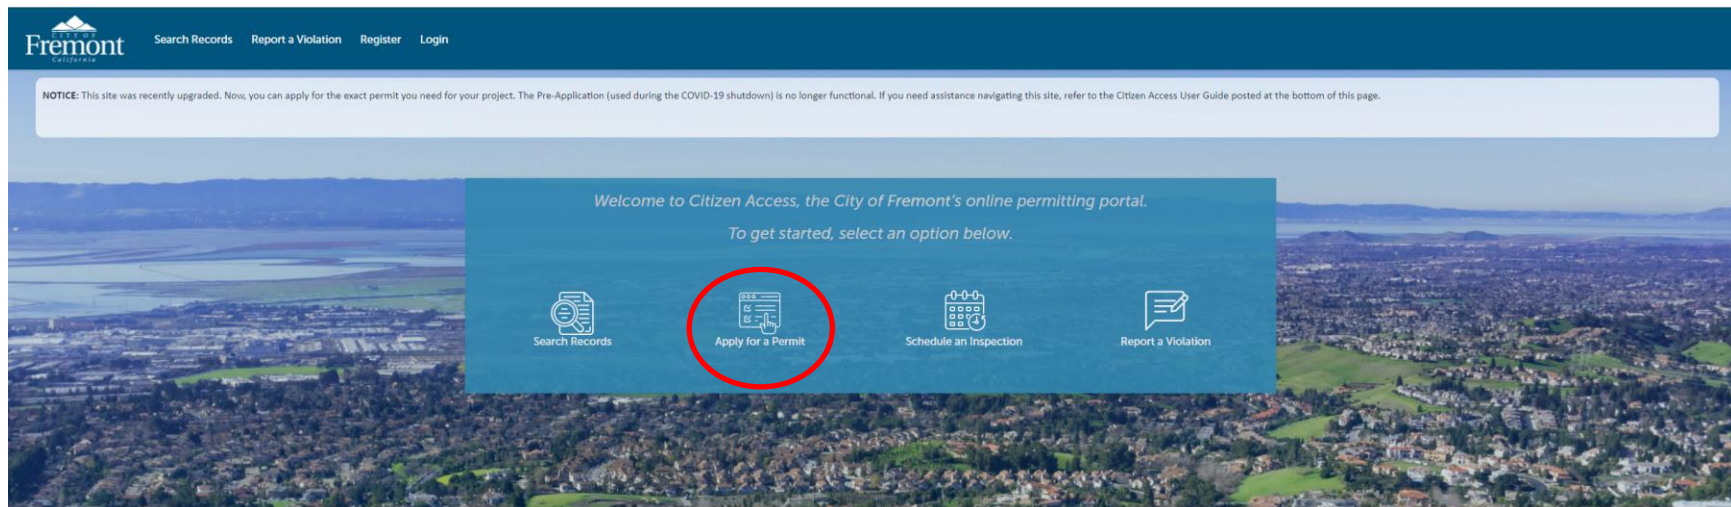 CITY OF
Fremont
California
Search Records Report a Violation Register Login
NOTICE: This site was recently upgraded. Now, you can apply for the exact permit you need for your project. The Pre-Application (used during the COVID-19 shutdown) is no longer functional. If you need assistance navigating this site, refer to the Citizen Access User Guide posted at the bottom of this page.
Welcome to Citizen Access, the City of Fremont's online permitting portal.
To get started, select an option below.
Search Records Apply for a Permit Schedule an Inspection Report a Violation